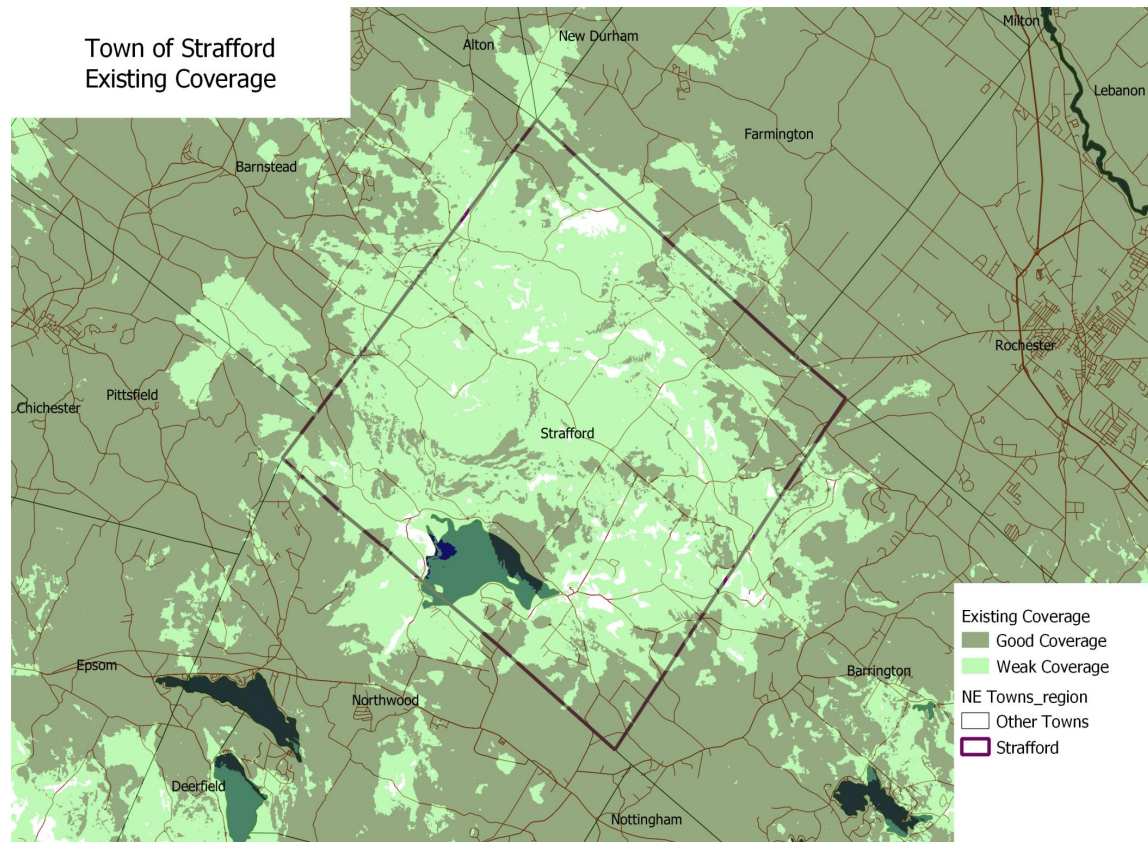 Town of Strafford
Existing Coverage
Alton
New Durham
Milton
Lebanon
Farmington
Barnstead
Rochester
Pittsfield
Chichester
Strafford
Epsom
Northwood
Barrington
Deerfield
Nottingham
Existing Coverage
Good Coverage
Weak Coverage
NE Towns_region
Other Towns
Strafford